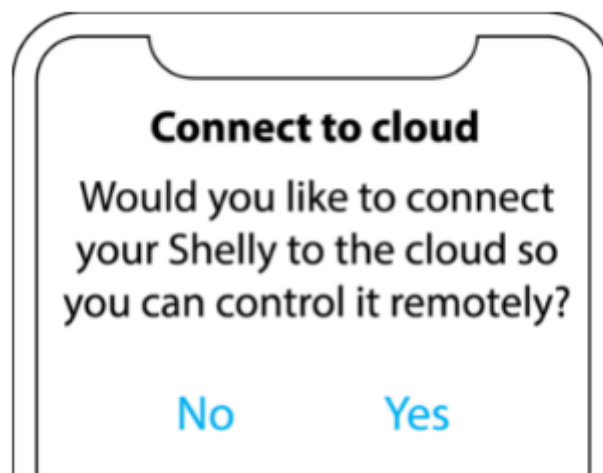 Connect to cloud
Would you like to connect
your Shelly to the cloud so
you can control it remotely?
No Yes